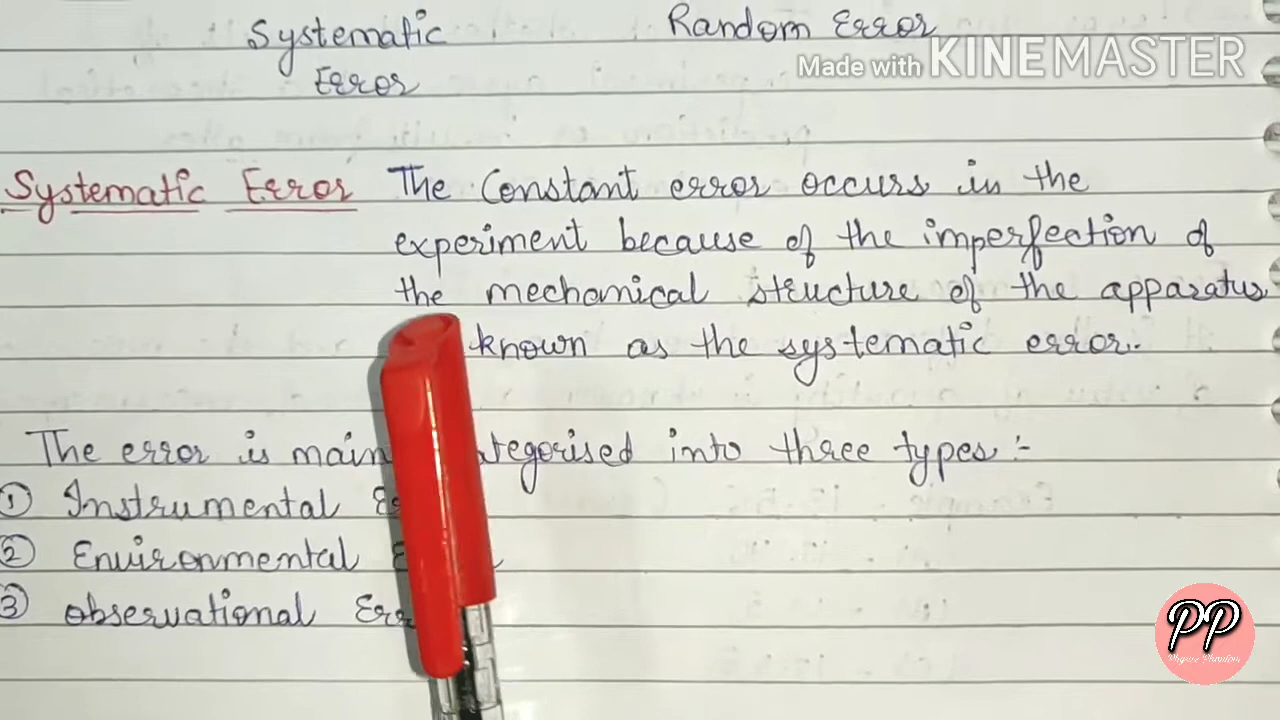 Systematic Random Error
Error
Made with KINEMASTER
Systematic Error The Constant error occurs in the
experiment because of the imperfection of
the mechanical structure of the apparatus
known as the systematic error.
The error is main tegorised into three types :-
① Instrumental
② Environmental
③ Observational Err
PP